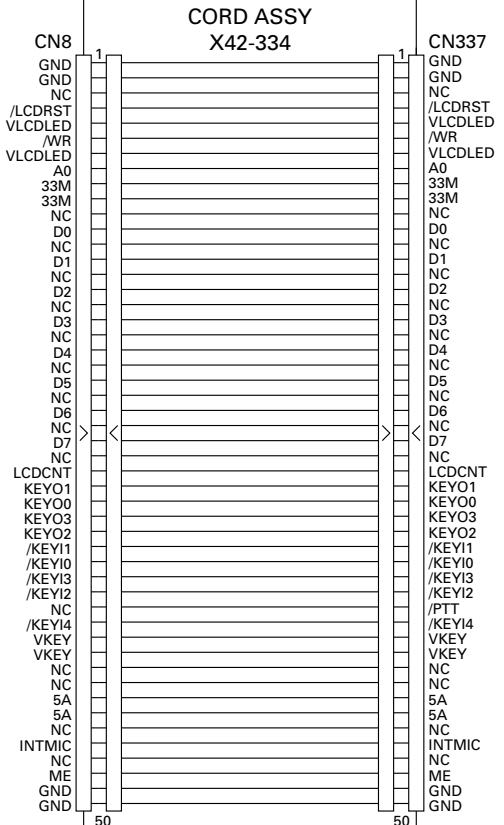 CORD ASSY
CN8 X42-334 CN337
1 1
GND GND
GND GND
NC NC
/LCDRST /LCDRST
VLCDLED VLCDLED
/WR /WR
VLCDLED VLCDLED
A0 A0
33M 33M
33M 33M
NC NC
D0 D0
NC NC
D1 D1
NC NC
D2 D2
NC NC
D3 D3
NC NC
D4 D4
NC NC
D5 D5
NC NC
D6 D6
NC NC
D7 D7
NC NC
LCDCNT LCDCNT
KEYO1 KEYO1
KEYO0 KEYO0
KEYO3 KEYO3
KEYO2 KEYO2
/KEYI1 /KEYI1
/KEYI0 /KEYI0
/KEYI3 /KEYI3
/KEYI2 /KEYI2
NC /PTT
/KEYI4 /KEYI4
VKEY VKEY
VKEY VKEY
NC NC
NC NC
5A 5A
5A 5A
NC NC
INTMIC INTMIC
NC NC
ME ME
GND GND
GND GND
50 50